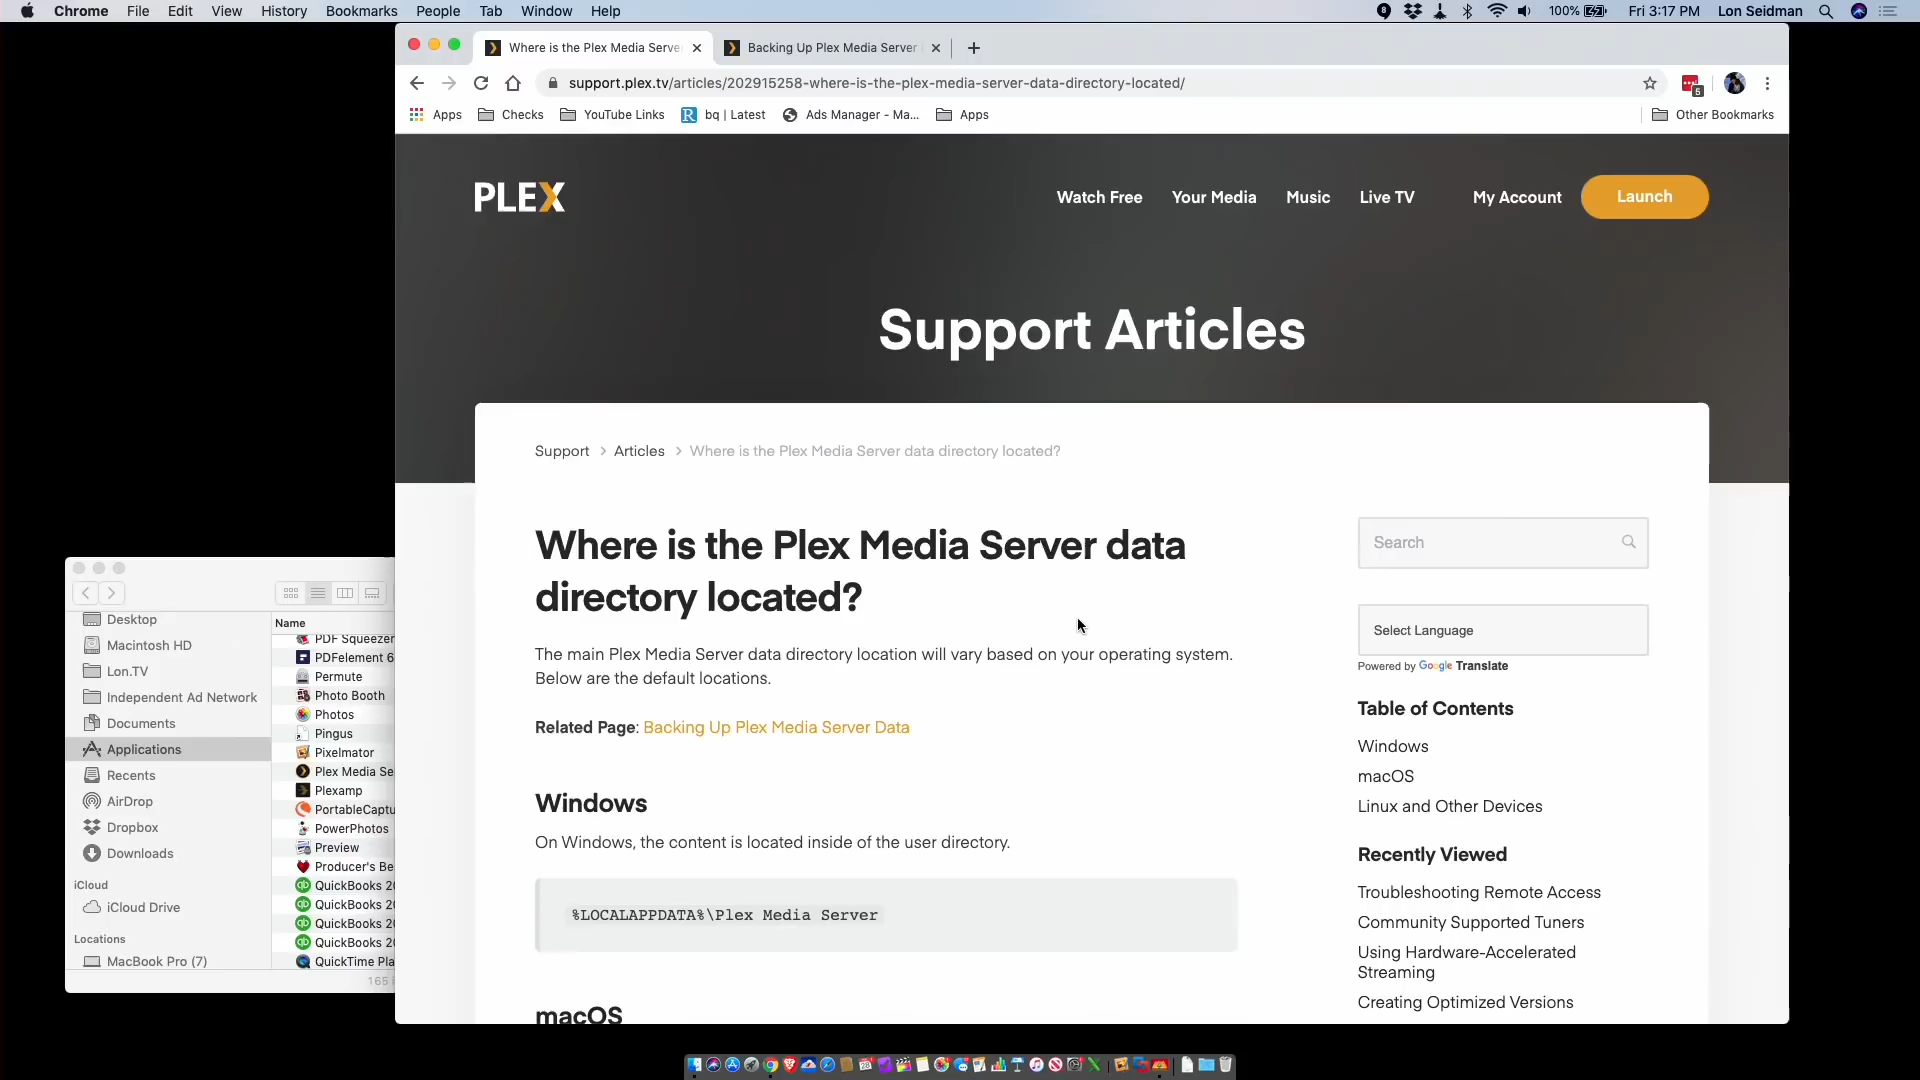 Chrome File Edit View History Bookmarks People Tab Window Help
100% Fri 3:17 PM Lon Seidman
Where is the Plex Media Serve
Backing Up Plex Media Server
support.plex.tv/articles/202915258-where-is-the-plex-media-server-data-directory-located/
5
Apps Checks YouTube Links bq | Latest Ads Manager - Ma... Apps Other Bookmarks
PLEX
Watch Free Your Media Music Live TV My Account Launch
Support Articles
Support > Articles > Where is the Plex Media Server data directory located?
Where is the Plex Media Server data
directory located?
The main Plex Media Server data directory location will vary based on your operating system.
Below are the default locations.
Related Page: Backing Up Plex Media Server Data
Windows
On Windows, the content is located inside of the user directory.
%LOCALAPPDATA%\Plex Media Server
macOS
Search
Select Language
Powered by Google Translate
Table of Contents
Windows
macOS
Linux and Other Devices
Recently Viewed
Troubleshooting Remote Access
Community Supported Tuners
Using Hardware-Accelerated
Streaming
Creating Optimized Versions
Desktop
Macintosh HD
Lon.TV
Independent Ad Network
Documents
Applications
Recents
AirDrop
Dropbox
Downloads
iCloud
iCloud Drive
Locations
MacBook Pro (7)
Name
PDF Squeezer
PDFelement 6
Permute
Photo Booth
Photos
Pingus
Pixelmator
Plex Media Se
Plexamp
PortableCaptu
PowerPhotos
Preview
Producer's Be
QuickBooks 20
QuickBooks 20
QuickBooks 20
QuickBooks 20
QuickTime Pla
165